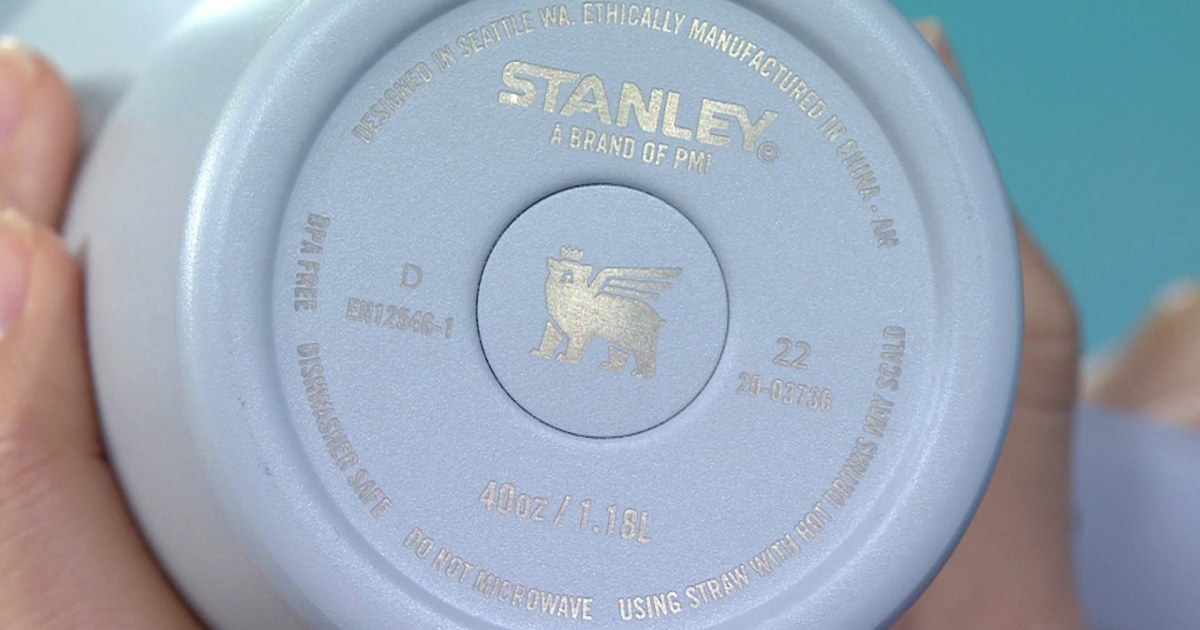 DESIGNED IN SEATTLE WA. ETHICALLY MANUFACTURED IN CHINA · AM
STANLEY®
A BRAND OF PMI
BPA FREE
D
EN12546-1
22
20-03736
DISHWASHER SAFE
40oz / 1.18L
DO NOT MICROWAVE
USING STRAW WITH HOT DRINKS MAY SCALD